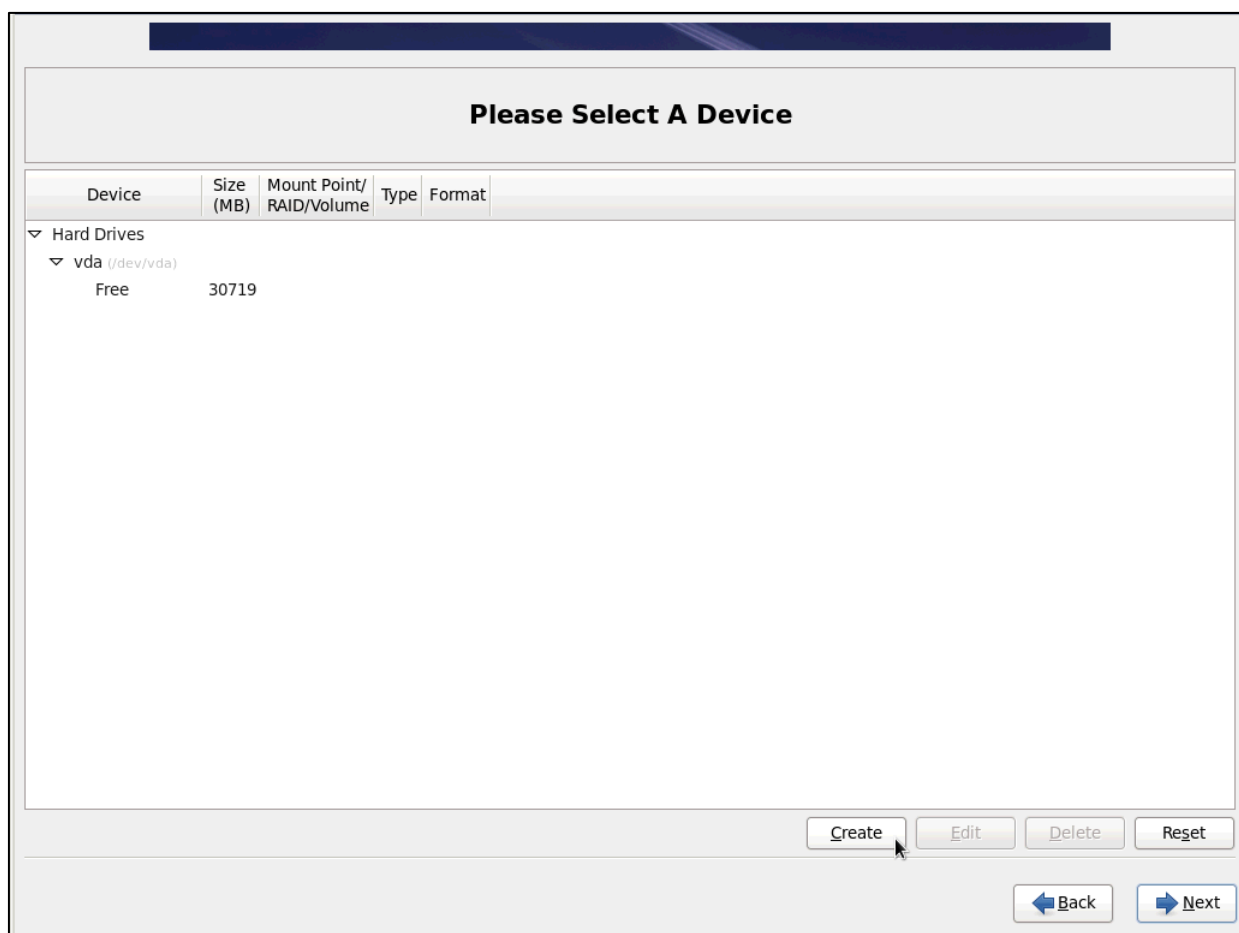 Please Select A Device
Device
Size
(MB)
Mount Point/
RAID/Volume
Type
Format
Hard Drives
vda (/dev/vda)
Free 30719
Create Edit Delete Reset
Back Next